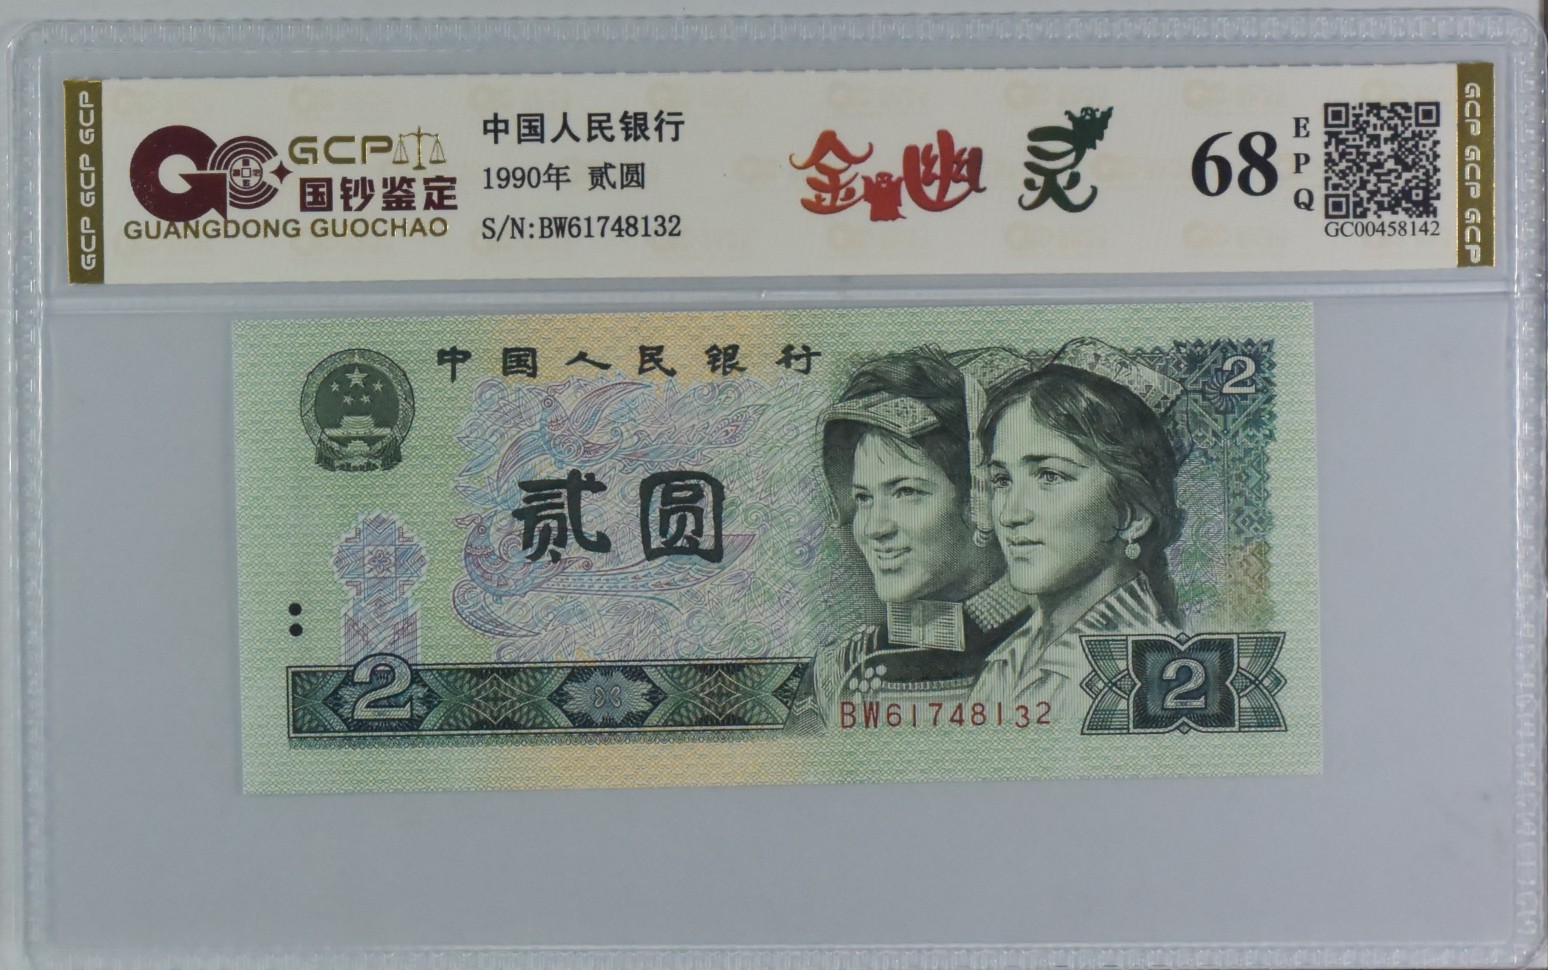 GCP GCP GCP
GCP
国钞鉴定
GUANGDONG GUOCHAO
中国人民银行
1990年 贰圆
S/N:BW61748132
金幽灵
68
EPQ
GC00458142
GCP GCP GCP
中国人民银行
2
贰圆
2
BW61748132
2